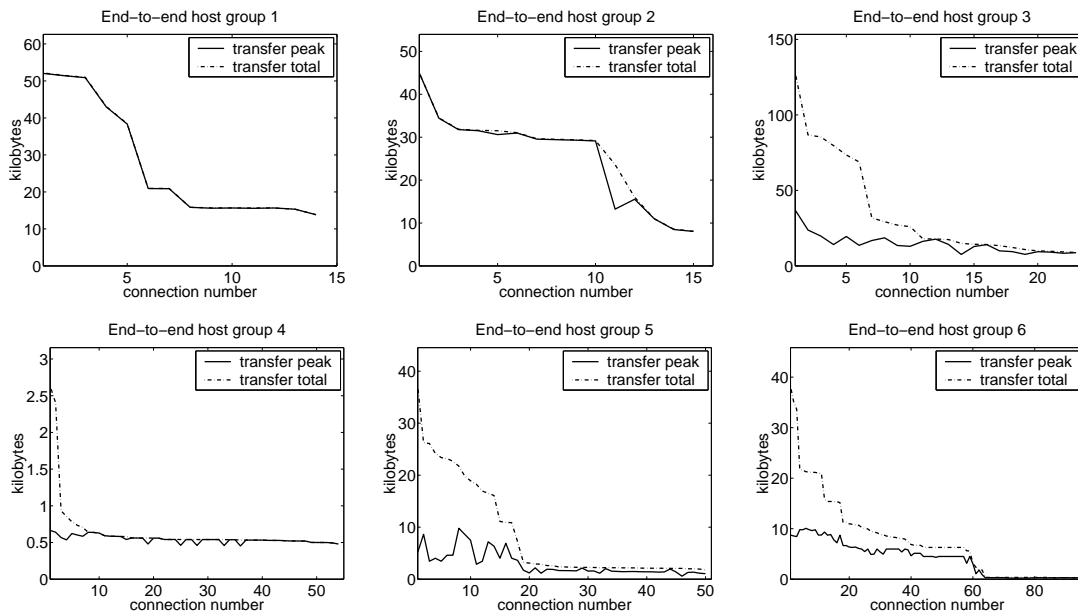 End-to-end host group 1
transfer peak
transfer total
kilobytes
60
50
40
30
20
10
0
5
10
15
connection number
End-to-end host group 2
transfer peak
transfer total
kilobytes
50
40
30
20
10
0
5
10
15
connection number
End-to-end host group 3
transfer peak
transfer total
kilobytes
150
100
50
0
5
10
15
20
connection number
End-to-end host group 4
transfer peak
transfer total
kilobytes
3
2.5
2
1.5
1
0.5
0
10
20
30
40
50
connection number
End-to-end host group 5
transfer peak
transfer total
kilobytes
40
30
20
10
0
10
20
30
40
50
connection number
End-to-end host group 6
transfer peak
transfer total
kilobytes
40
30
20
10
0
20
40
60
80
connection number